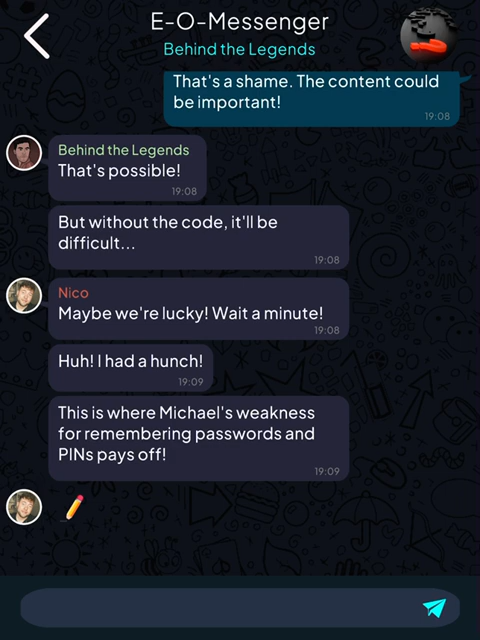 E-O-Messenger
Behind the Legends
That's a shame. The content could
be important!
19:08
Behind the Legends
That's possible!
19:08
But without the code, it'll be
difficult...
19:08
Nico
Maybe we're lucky! Wait a minute!
19:08
Huh! I had a hunch!
19:09
This is where Michael's weakness
for remembering passwords and
PINs pays off!
19:09